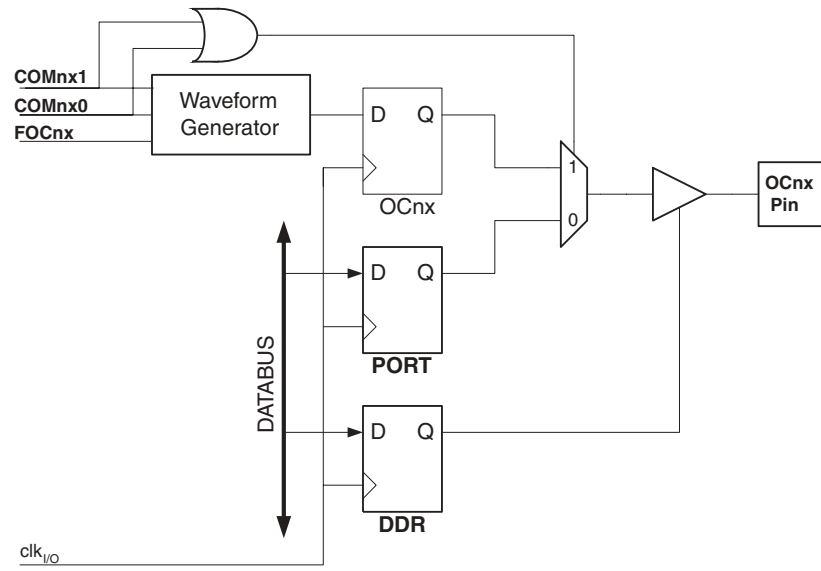 COMnx1
COMnx0
FOCnx
Waveform
Generator
D Q
OCnx
1
0
OCnx
Pin
D Q
PORT
DATABUS
D Q
DDR
clkI/O